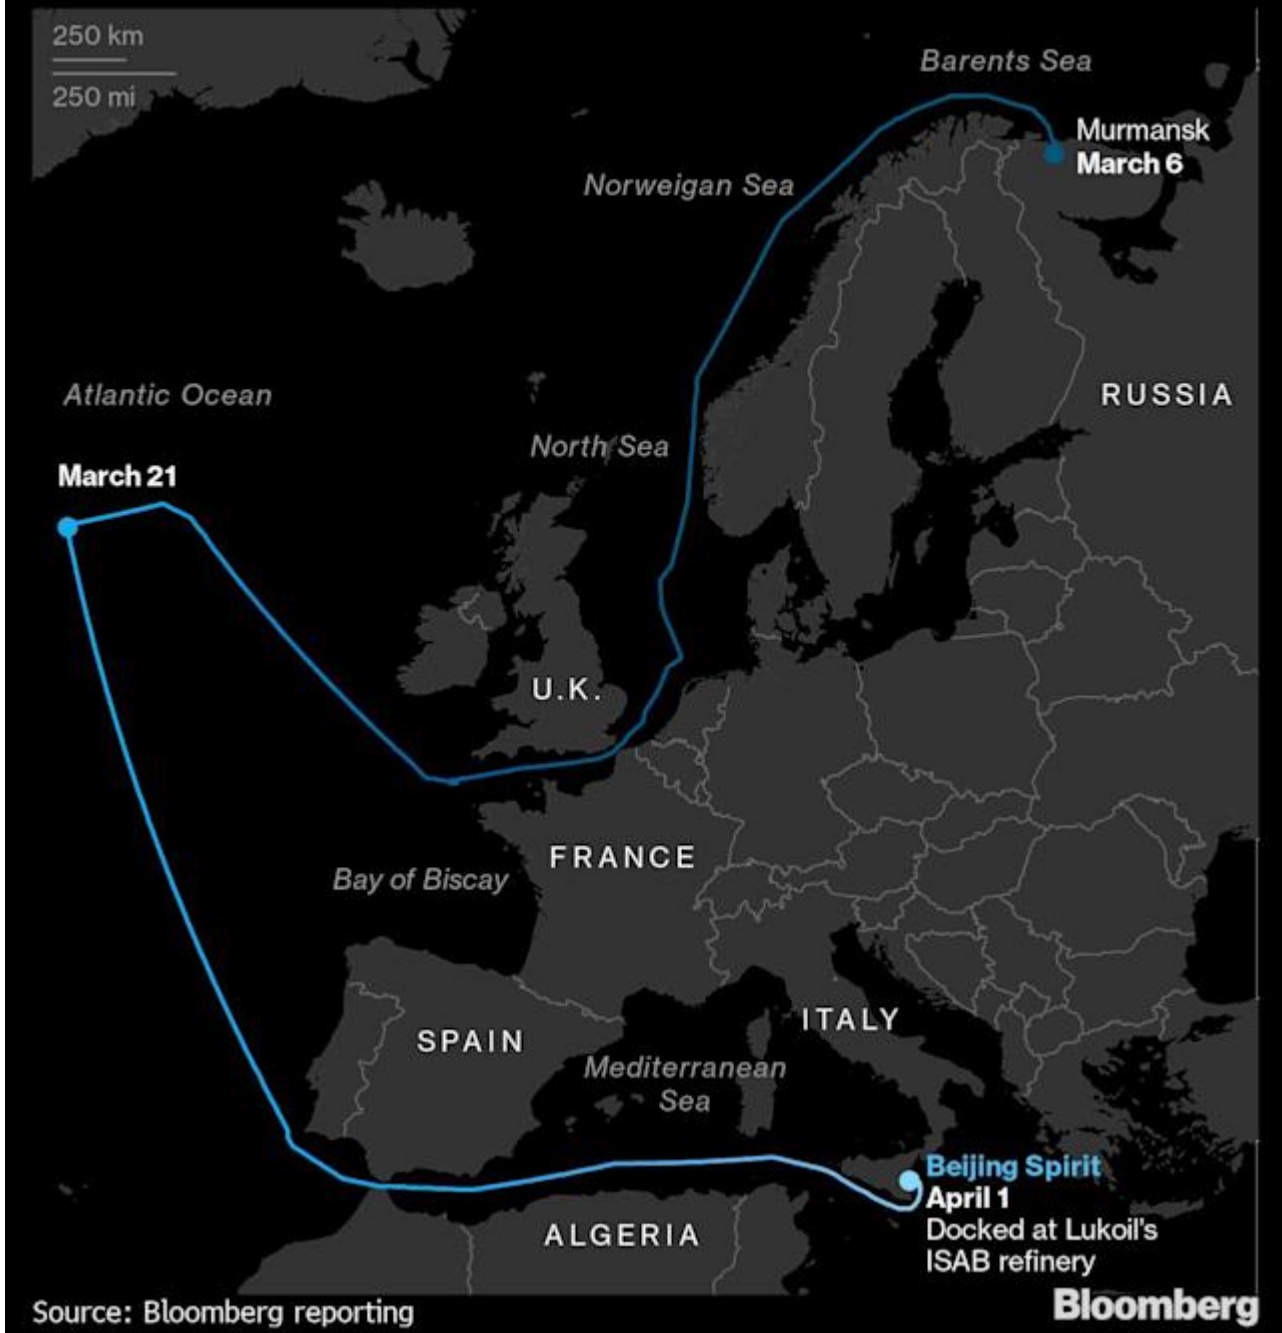 250 km
250 mi
Barents Sea
Murmansk
March 6
Norweigan Sea
Atlantic Ocean
RUSSIA
North Sea
March 21
U.K.
FRANCE
Bay of Biscay
ITALY
SPAIN
Mediterranean
Sea
Beijing Spirit
April 1
Docked at Lukoil's
ISAB refinery
ALGERIA
Source: Bloomberg reporting
Bloomberg